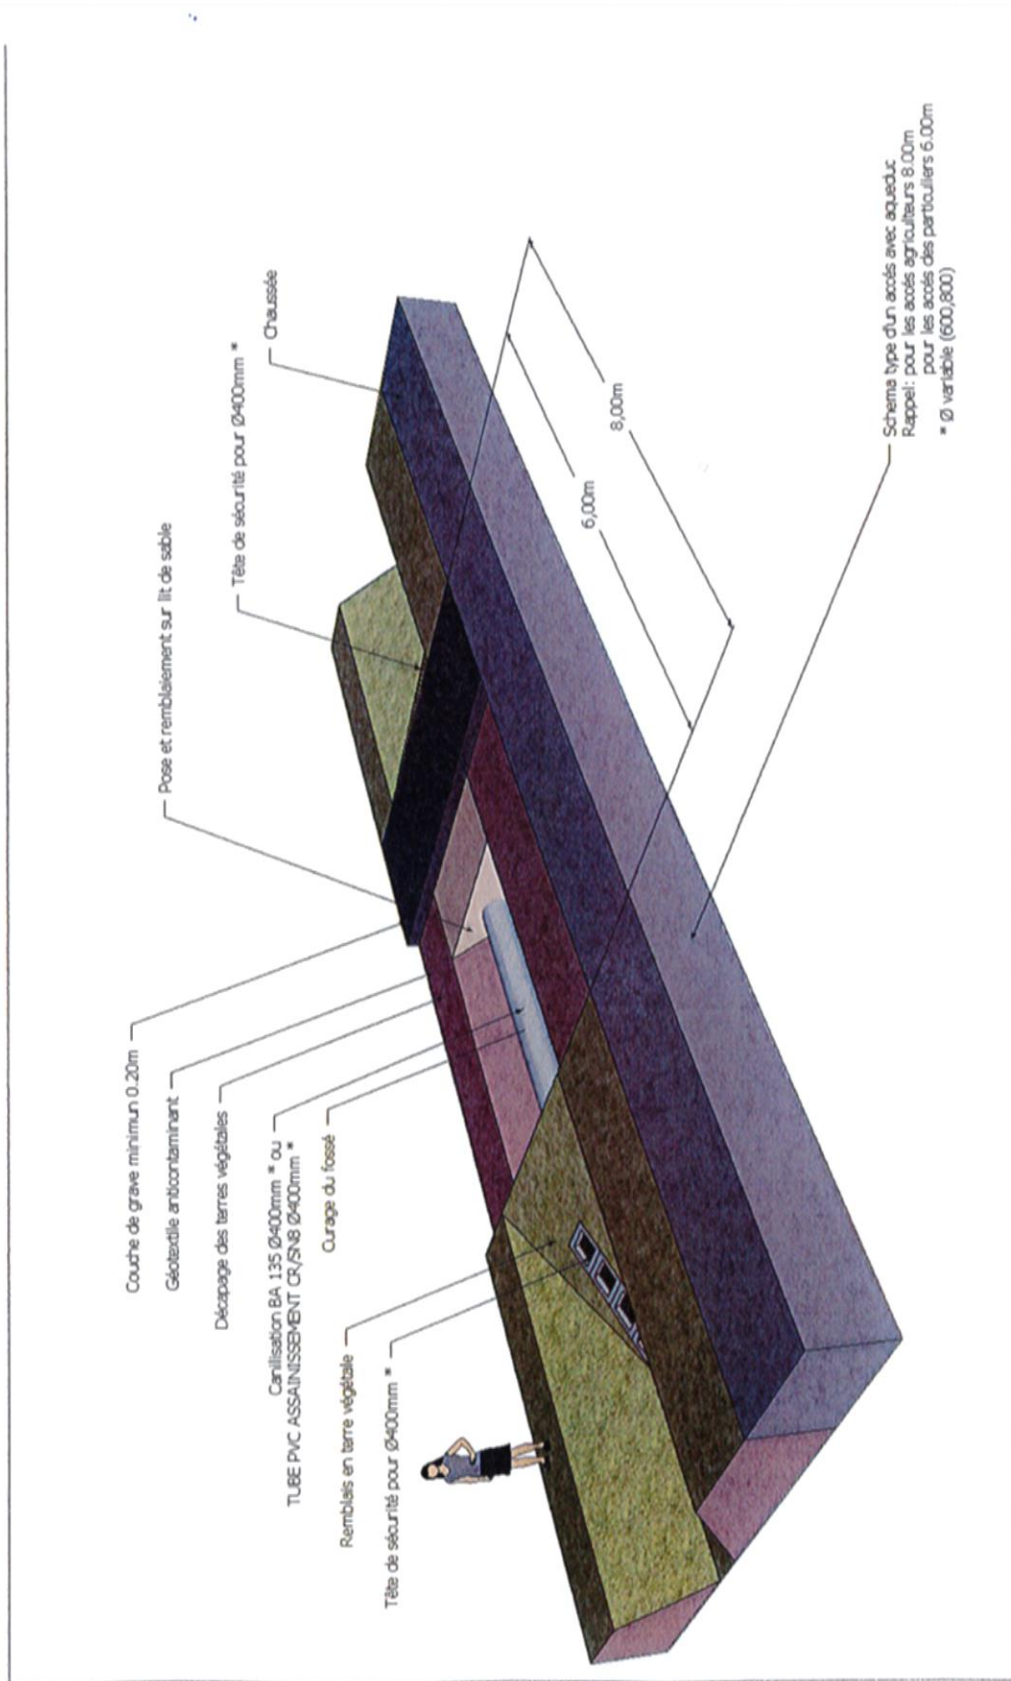 Couche de grave minimun 0.20m
Géotextile anticontaminant
Décapage des terres végétales
Canilisation BA 135 Ø400mm * ou
TUBE PVC ASSAINISSEMENT CR/SN8 Ø400mm *
Curage du fossé
Remblais en terre végétale
Tête de sécurité pour Ø400mm *
Pose et remblaiement sur lit de sable
Tête de sécurité pour Ø400mm *
Chaussée
6,00m
8,00m
Schema type d'un accés avec aqueduc
Rappel: pour les accés agriculteurs 8.00m
pour les accés des particuliers 6.00m
* Ø variable (600,800)